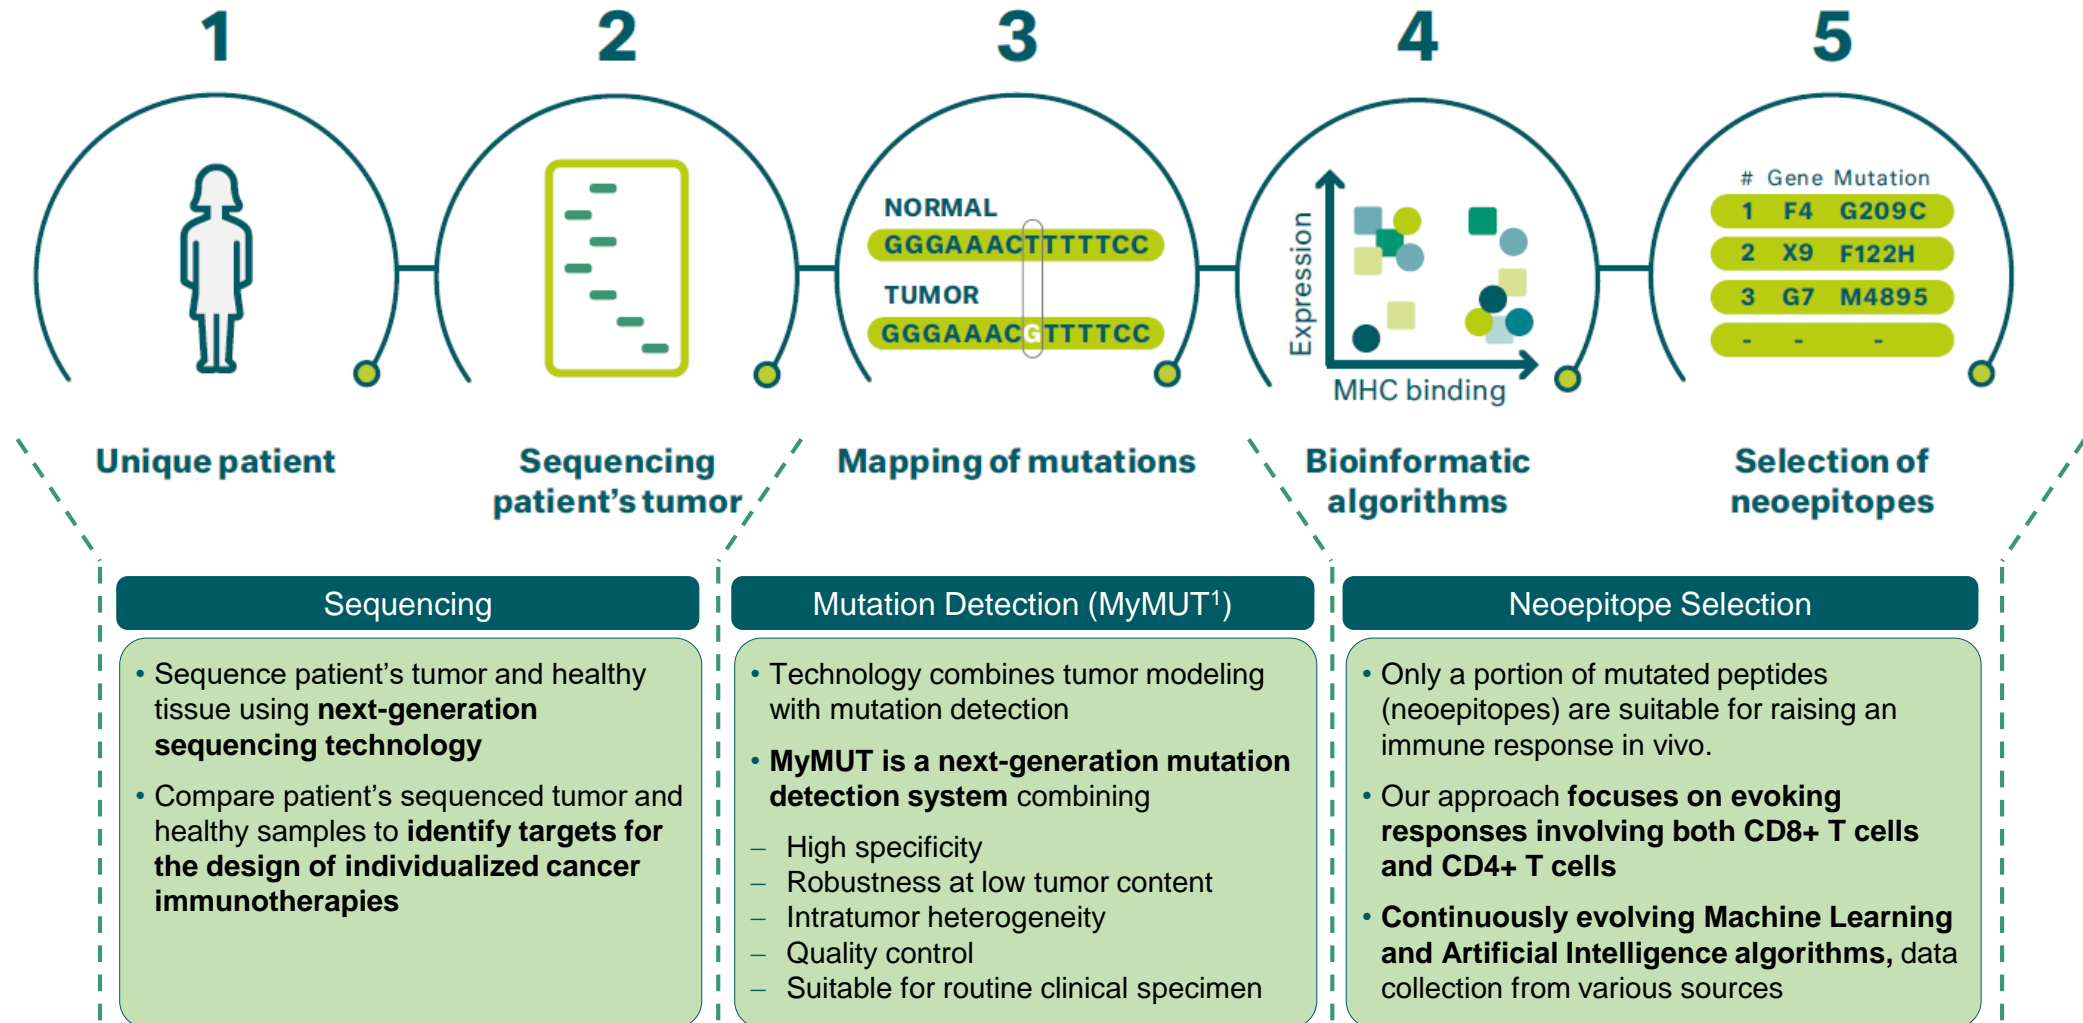 1
2
3
4
5
NORMAL
GGGAAACTTTTTCC
TUMOR
GGGAAACGTTTTCC
Expression
MHC binding
# Gene Mutation
1 F4 G209C
2 X9 F122H
3 G7 M4895
- - -
Unique patient
Sequencing
patient's tumor
Mapping of mutations
Bioinformatic
algorithms
Selection of
neoepitopes
Sequencing
• Sequence patient's tumor and healthy
tissue using next-generation
sequencing technology
• Compare patient's sequenced tumor and
healthy samples to identify targets for
the design of individualized cancer
immunotherapies
Mutation Detection (MyMUT¹)
• Technology combines tumor modeling
with mutation detection
• MyMUT is a next-generation mutation
detection system combining
– High specificity
– Robustness at low tumor content
– Intratumor heterogeneity
– Quality control
– Suitable for routine clinical specimen
Neoepitope Selection
• Only a portion of mutated peptides
(neoepitopes) are suitable for raising an
immune response in vivo.
• Our approach focuses on evoking
responses involving both CD8+ T cells
and CD4+ T cells
• Continuously evolving Machine Learning
and Artificial Intelligence algorithms, data
collection from various sources